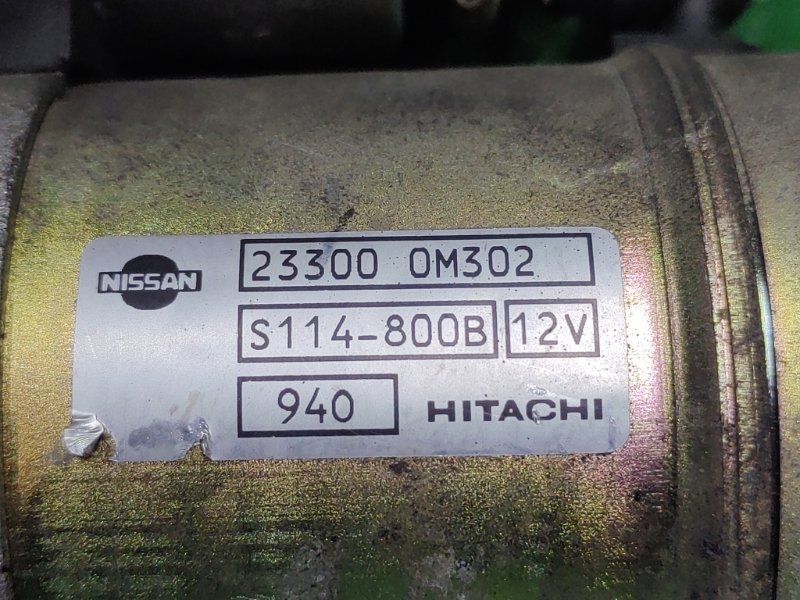 NISSAN 23300 0M302
S114-800B 12V
940 HITACHI